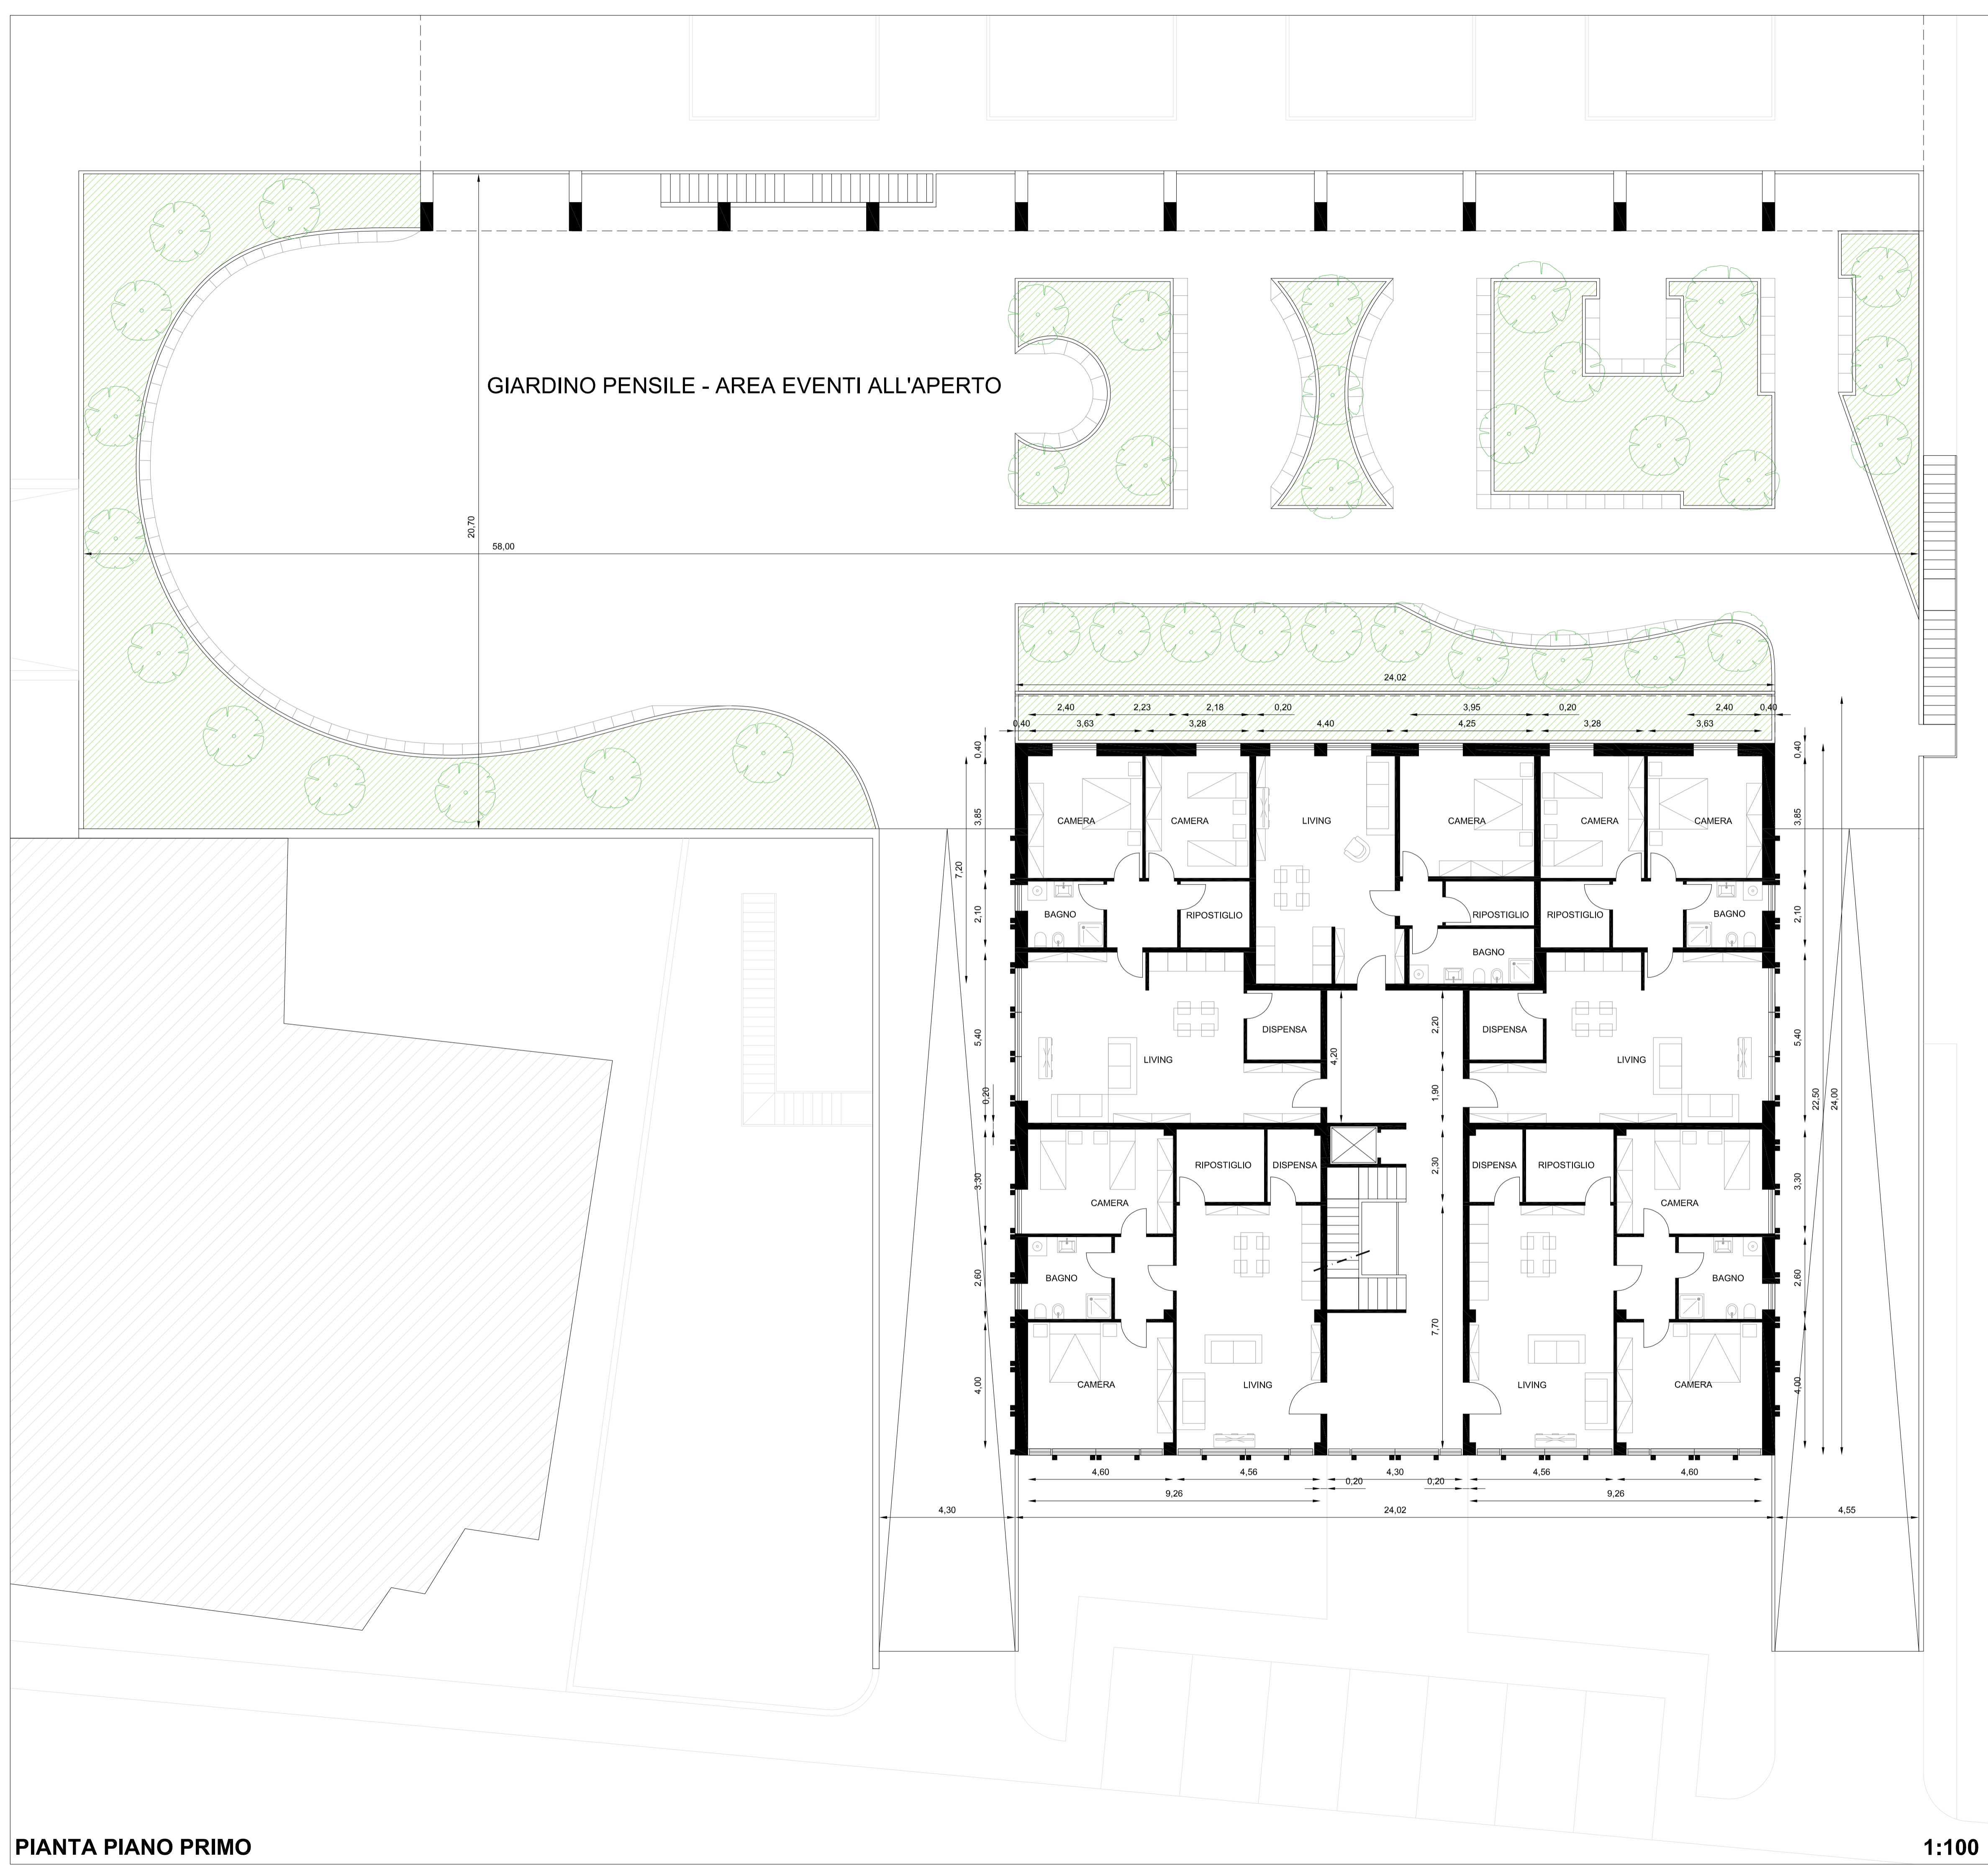 GIARDINO PENSILE - AREA EVENTI ALL'APERTO
20,70
58,00
24,02
2,40 2,23 2,18 0,20 3,95 0,20 2,40 0,40
0,40 3,63 3,28 4,40 4,25 3,28 3,63
0,40 0,40
3,85 CAMERA CAMERA LIVING CAMERA CAMERA CAMERA 3,85
7,20
2,10 BAGNO RIPOSTIGLIO RIPOSTIGLIO RIPOSTIGLIO BAGNO 2,10
BAGNO
5,40 DISPENSA 2,20 DISPENSA 5,40
LIVING 4,20 LIVING
0,20 1,90 22,50 24,00
3,30 RIPOSTIGLIO DISPENSA 2,30 DISPENSA RIPOSTIGLIO 3,30
CAMERA CAMERA
2,60 BAGNO BAGNO 2,60
7,70
4,00 CAMERA LIVING LIVING CAMERA 4,00
4,60 4,56 4,30 4,56 4,60
0,20 0,20
9,26 9,26
4,30 24,02 4,55
PIANTA PIANO PRIMO 1:100